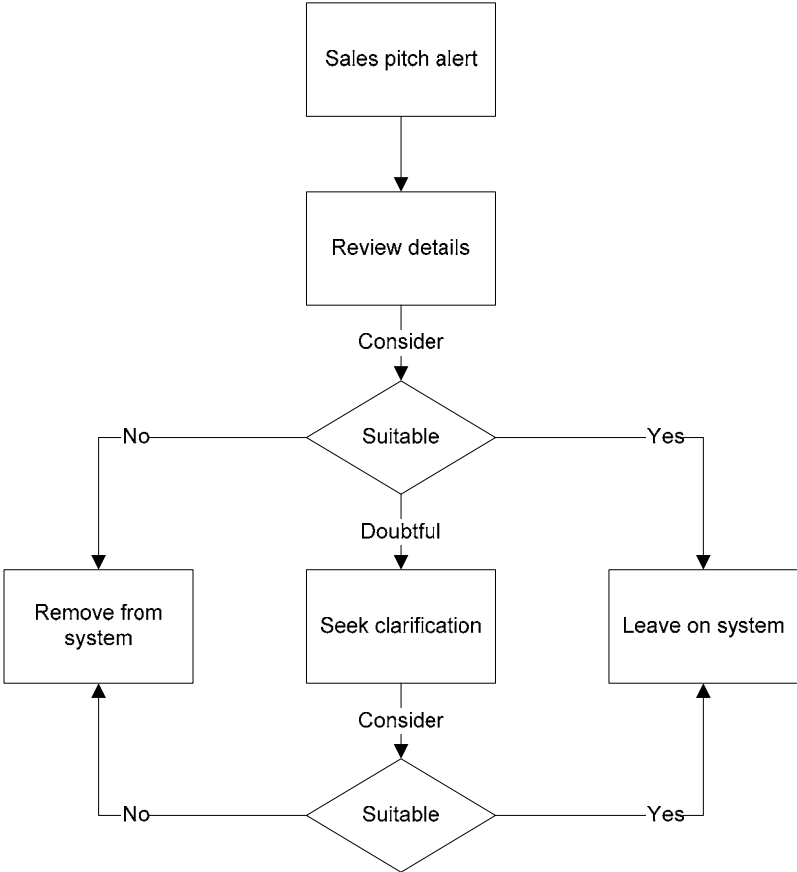 Sales pitch alert
Review details
Consider
Suitable
No
Yes
Doubtful
Remove from
system
Seek clarification
Leave on system
Consider
Suitable
No
Yes